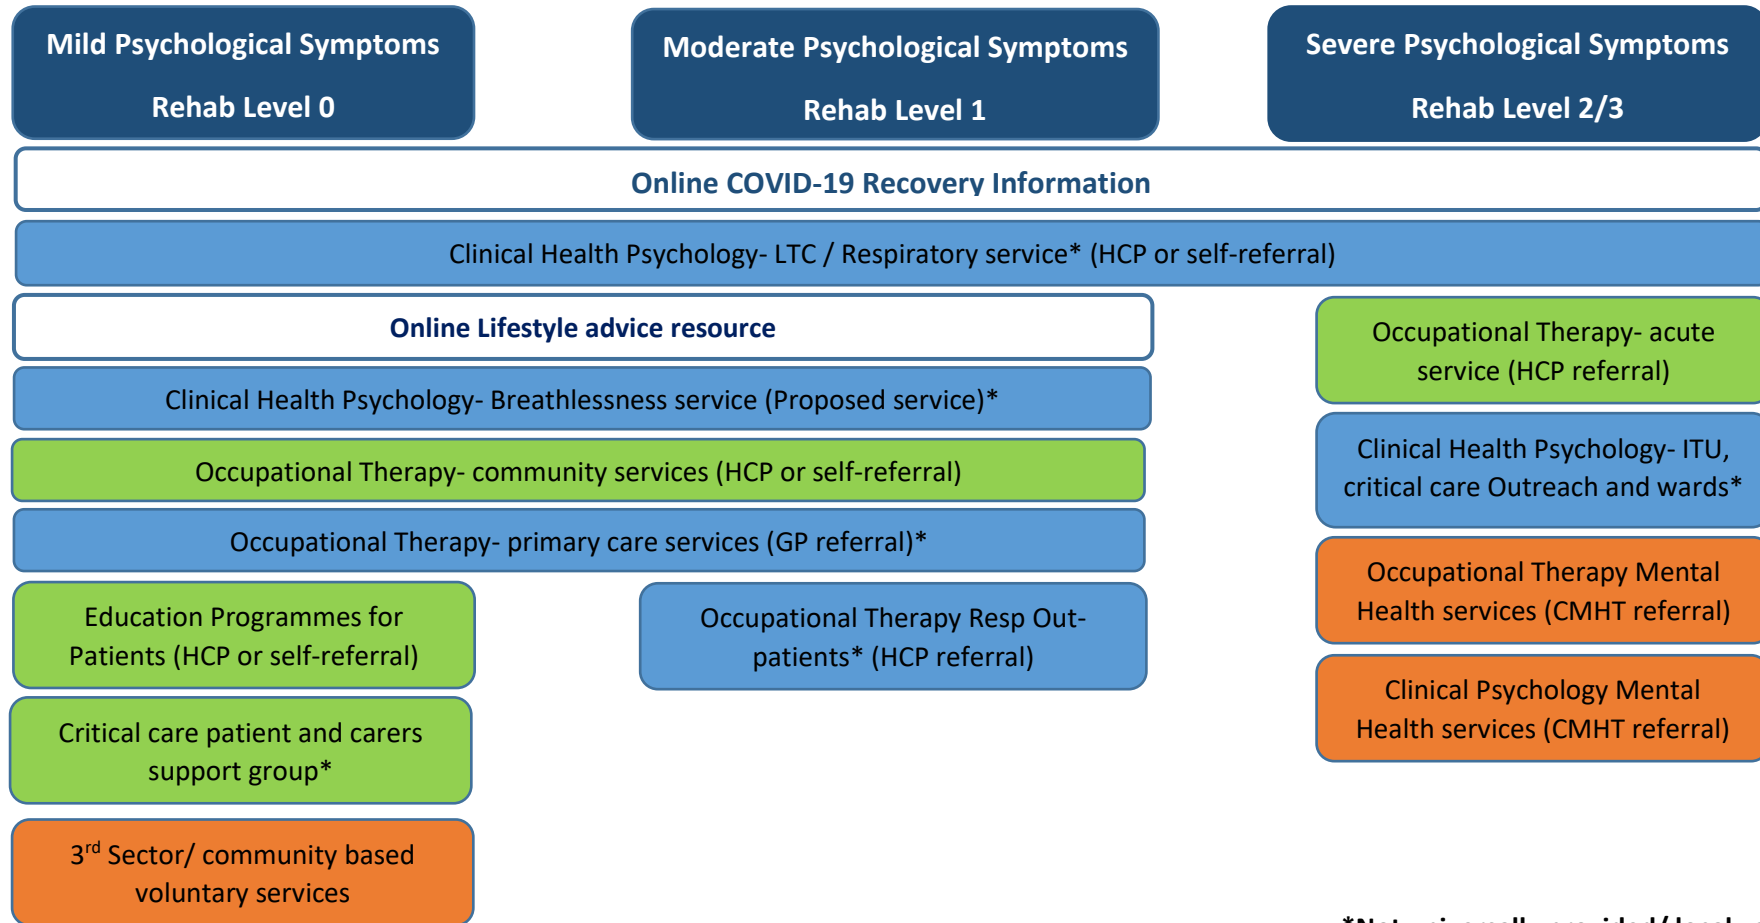 Mild Psychological Symptoms
Rehab Level 0
Moderate Psychological Symptoms
Rehab Level 1
Severe Psychological Symptoms
Rehab Level 2/3
Online COVID-19 Recovery Information
Clinical Health Psychology- LTC / Respiratory service* (HCP or self-referral)
Online Lifestyle advice resource
Clinical Health Psychology- Breathlessness service (Proposed service)*
Occupational Therapy- community services (HCP or self-referral)
Occupational Therapy- primary care services (GP referral)*
Education Programmes for
Patients (HCP or self-referral)
Critical care patient and carers
support group*
3rd Sector/ community based
voluntary services
Occupational Therapy Resp Out-
patients* (HCP referral)
Occupational Therapy- acute
service (HCP referral)
Clinical Health Psychology- ITU,
critical care Outreach and wards*
Occupational Therapy Mental
Health services (CMHT referral)
Clinical Psychology Mental
Health services (CMHT referral)
*Not universally provided/